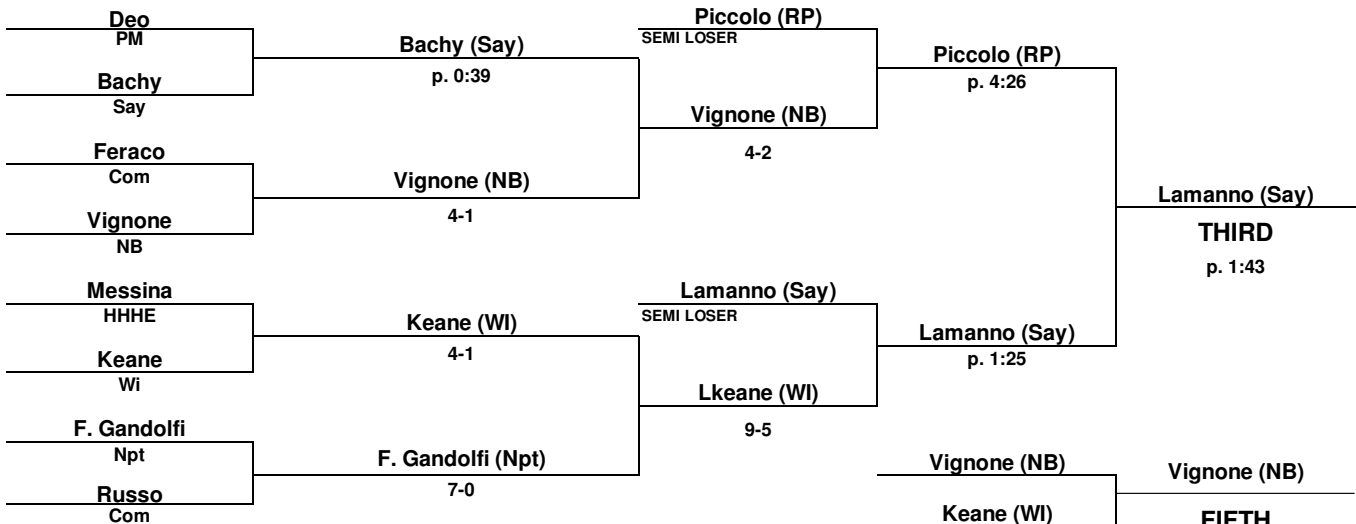 Deo
PM
Bachy
Say
Feraco
Com
Vignone
NB
Messina
HHHE
Keane
Wi
F. Gandolfi
Npt
Russo
Com
Bachy (Say)
p. 0:39
Vignone (NB)
4-1
Keane (WI)
4-1
F. Gandolfi (Npt)
7-0
Piccolo (RP)
SEMI LOSER
Vignone (NB)
4-2
Lamanno (Say)
SEMI LOSER
Lkeane (WI)
9-5
Piccolo (RP)
p. 4:26
Lamanno (Say)
p. 1:25
Vignone (NB)
Keane (WI)
Lamanno (Say)
THIRD
p. 1:43
Vignone (NB)
FIFTH